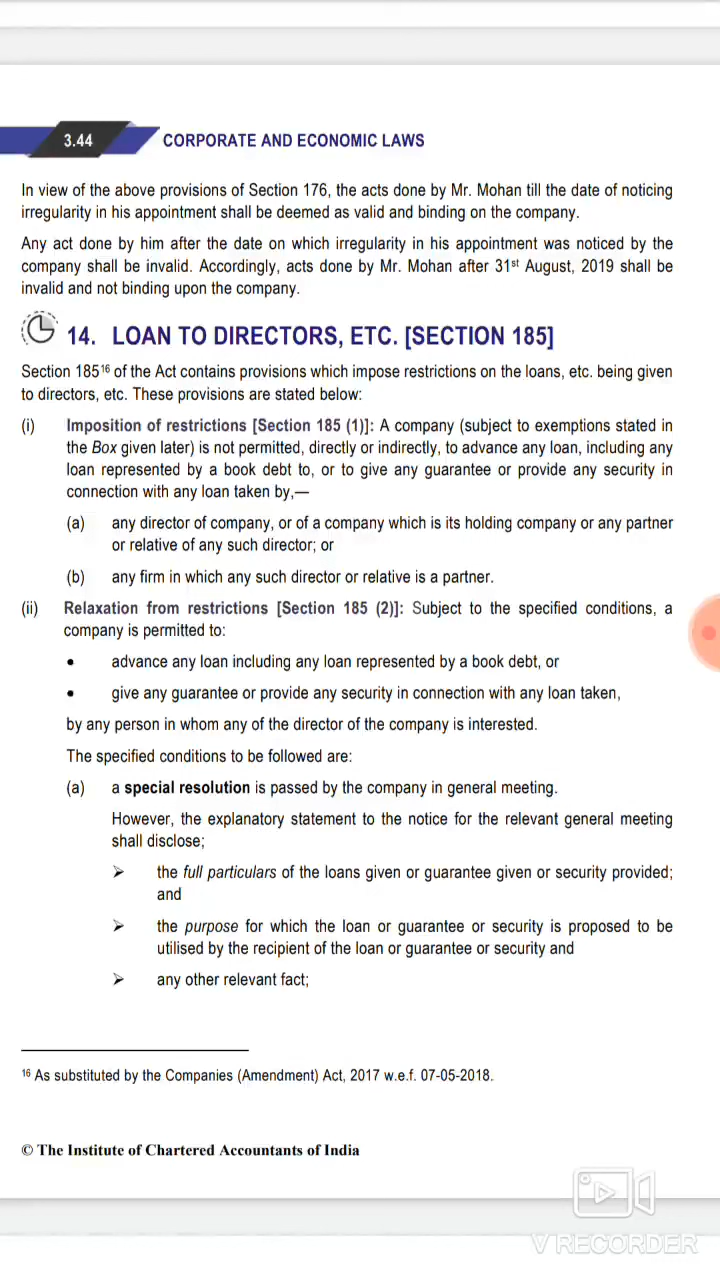 3.44 CORPORATE AND ECONOMIC LAWS
In view of the above provisions of Section 176, the acts done by Mr. Mohan till the date of noticing
irregularity in his appointment shall be deemed as valid and binding on the company.
Any act done by him after the date on which irregularity in his appointment was noticed by the
company shall be invalid. Accordingly, acts done by Mr. Mohan after 31st August, 2019 shall be
invalid and not binding upon the company.
14. LOAN TO DIRECTORS, ETC. [SECTION 185]
Section 185¹⁶ of the Act contains provisions which impose restrictions on the loans, etc. being given
to directors, etc. These provisions are stated below:
(i) Imposition of restrictions [Section 185 (1)]: A company (subject to exemptions stated in
the Box given later) is not permitted, directly or indirectly, to advance any loan, including any
loan represented by a book debt to, or to give any guarantee or provide any security in
connection with any loan taken by,—
(a) any director of company, or of a company which is its holding company or any partner
or relative of any such director; or
(b) any firm in which any such director or relative is a partner.
(ii) Relaxation from restrictions [Section 185 (2)]: Subject to the specified conditions, a
company is permitted to:
• advance any loan including any loan represented by a book debt, or
• give any guarantee or provide any security in connection with any loan taken,
by any person in whom any of the director of the company is interested.
The specified conditions to be followed are:
(a) a special resolution is passed by the company in general meeting.
However, the explanatory statement to the notice for the relevant general meeting
shall disclose;
➢ the full particulars of the loans given or guarantee given or security provided;
and
➢ the purpose for which the loan or guarantee or security is proposed to be
utilised by the recipient of the loan or guarantee or security and
➢ any other relevant fact;
¹⁶ As substituted by the Companies (Amendment) Act, 2017 w.e.f. 07-05-2018.
© The Institute of Chartered Accountants of India
V RECORDER